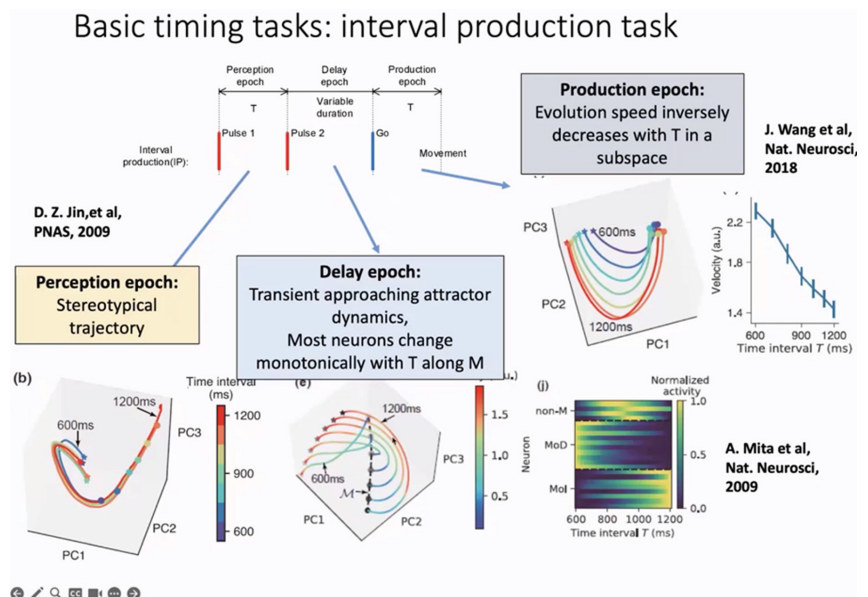 Basic timing tasks: interval production task
Perception epoch
Delay epoch
Production epoch
T
Variable duration
T
Pulse 1
Pulse 2
Go
Interval production(IP):
Movement
Production epoch:
Evolution speed inversely
decreases with T in a
subspace
J. Wang et al,
Nat. Neurosci,
2018
D. Z. Jin,et al,
PNAS, 2009
Perception epoch:
Stereotypical
trajectory
Delay epoch:
Transient approaching attractor
dynamics,
Most neurons change
monotonically with T along M
PC3
600ms
PC2
1200ms
PC1
Velocity (a.u.)
2.2
1.8
1.4
600
900
1200
Time interval T (ms)
(b)
Time interval
(ms)
1200ms
600ms
PC3
PC2
PC1
1200
900
600
(e)
1200ms
600ms
M
PC3
PC1
PC2
1.5
1.0
0.5
(j)
Normalized
activity
Neuron
non-M
MoD
MoI
1.0
0.5
0.0
600 800 1000 1200
Time interval T (ms)
A. Mita et al,
Nat. Neurosci,
2009